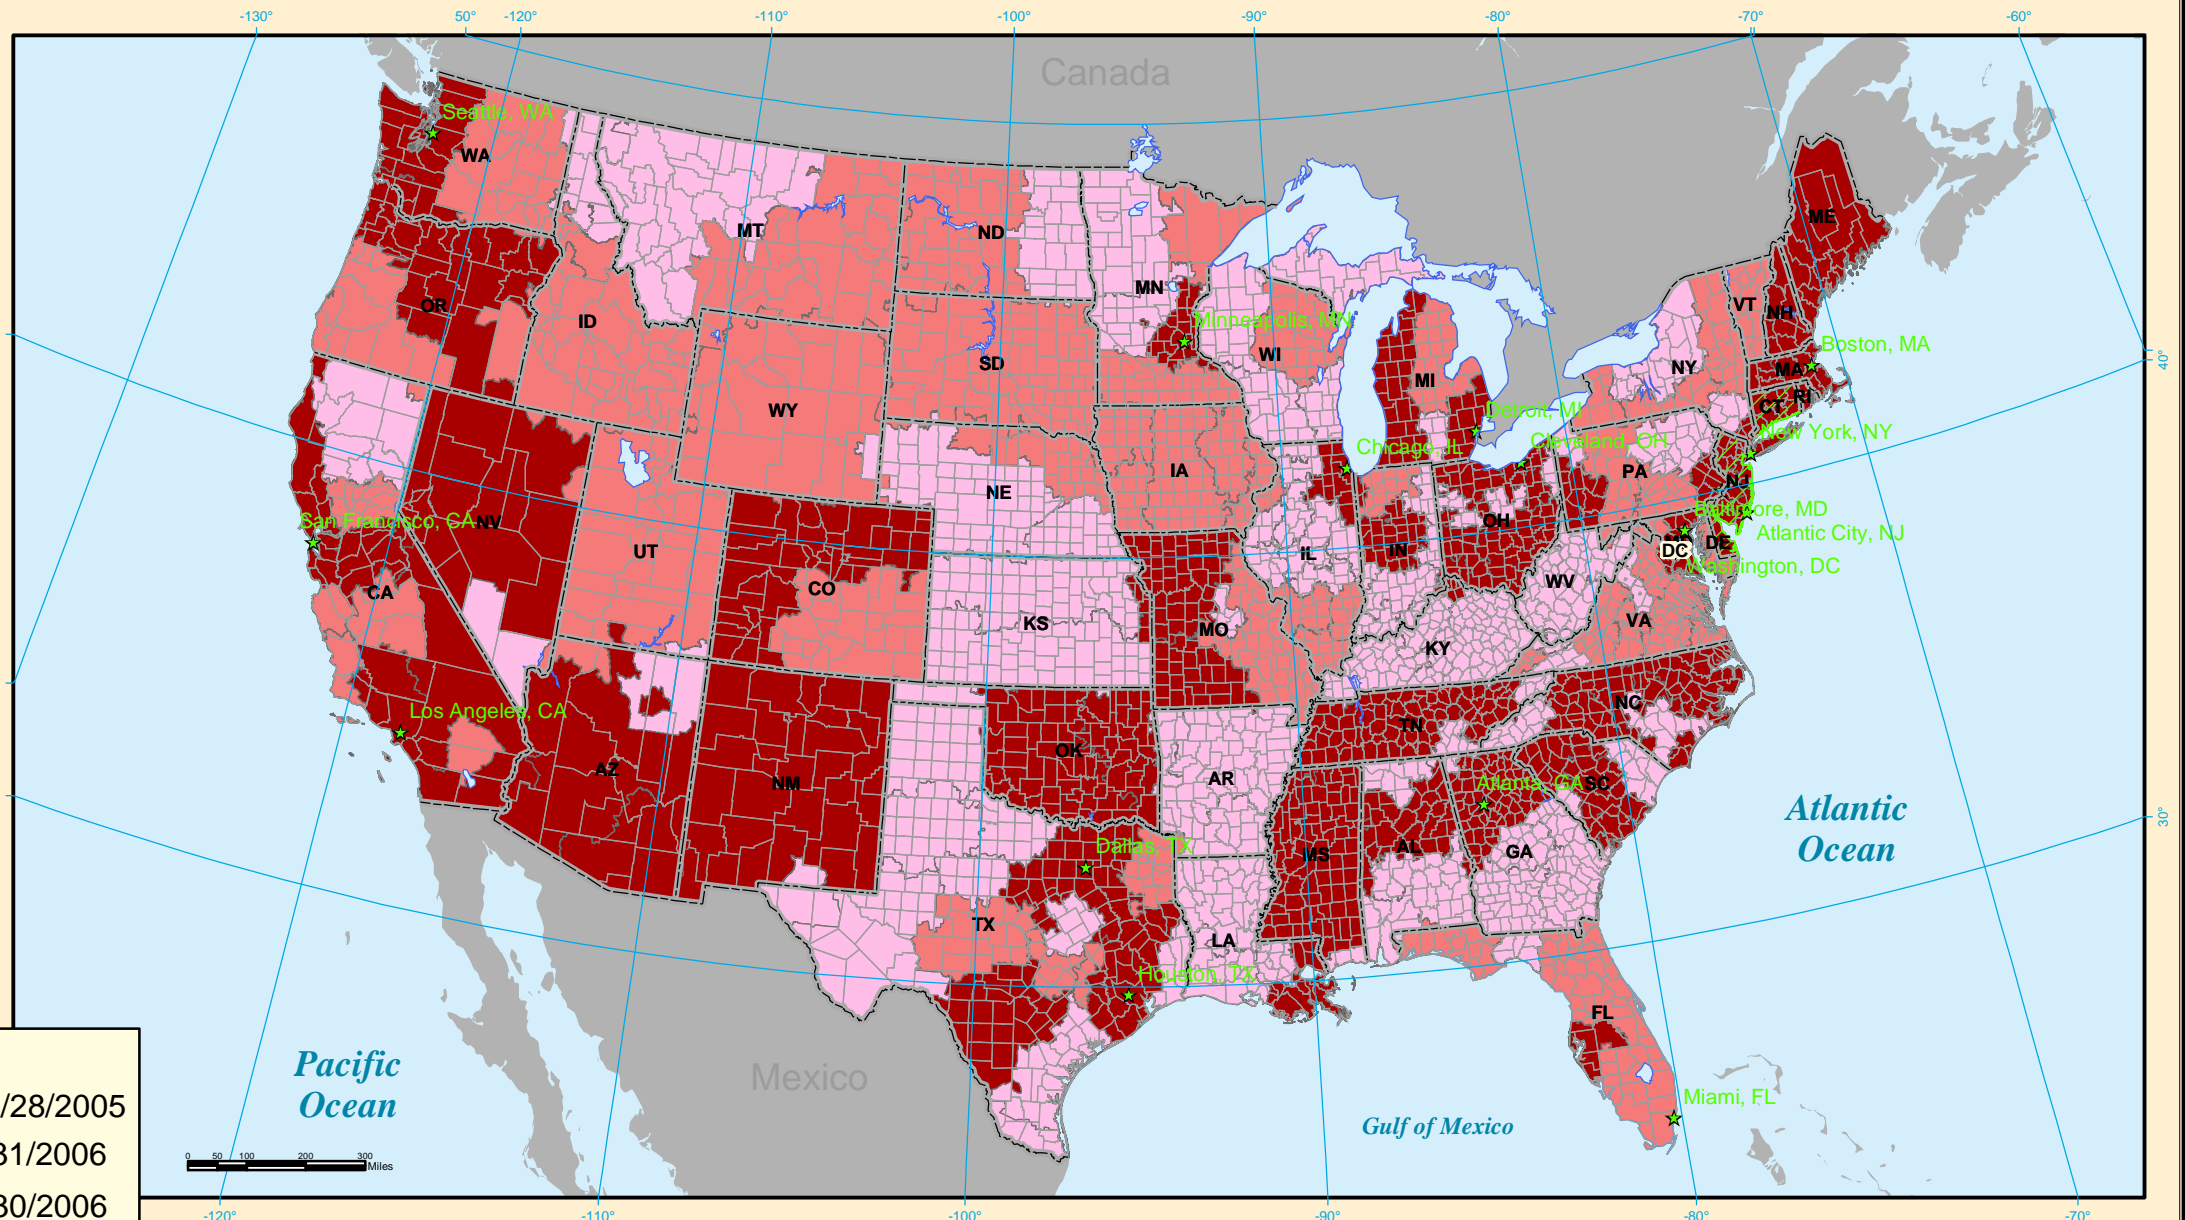 -130° 50° -120° -110° -100° -90° -80° -70° -60°
Canada
Seattle, WA
WA
MT
ND
MN
ME
OR
ID
SD
Minneapolis, MN
WI
MI
VT
NH
NY
Boston, MA
MA
RI
CT
40°
WY
IA
NE
Detroit, MI
Chicago, IL
Cleveland, OH
New York, NY
PA
NJ
San Francisco, CA
NV
UT
CO
CA
KS
MO
IL
IN
OH
WV
VA
KY
Baltimore, MD
Atlantic City, NJ
DE
DC
Washington, DC
Los Angeles, CA
AZ
NM
OK
AR
TN
NC
SC
Atlanta, GA
GA
AL
MS
LA
Dallas, TX
TX
Houston, TX
30°
Atlantic
Ocean
FL
Miami, FL
Gulf of Mexico
Mexico
Pacific
Ocean
/28/2005
31/2006
30/2006
0 50 100 200 300
Miles
-120° -110° -100° -90° -80° -70°